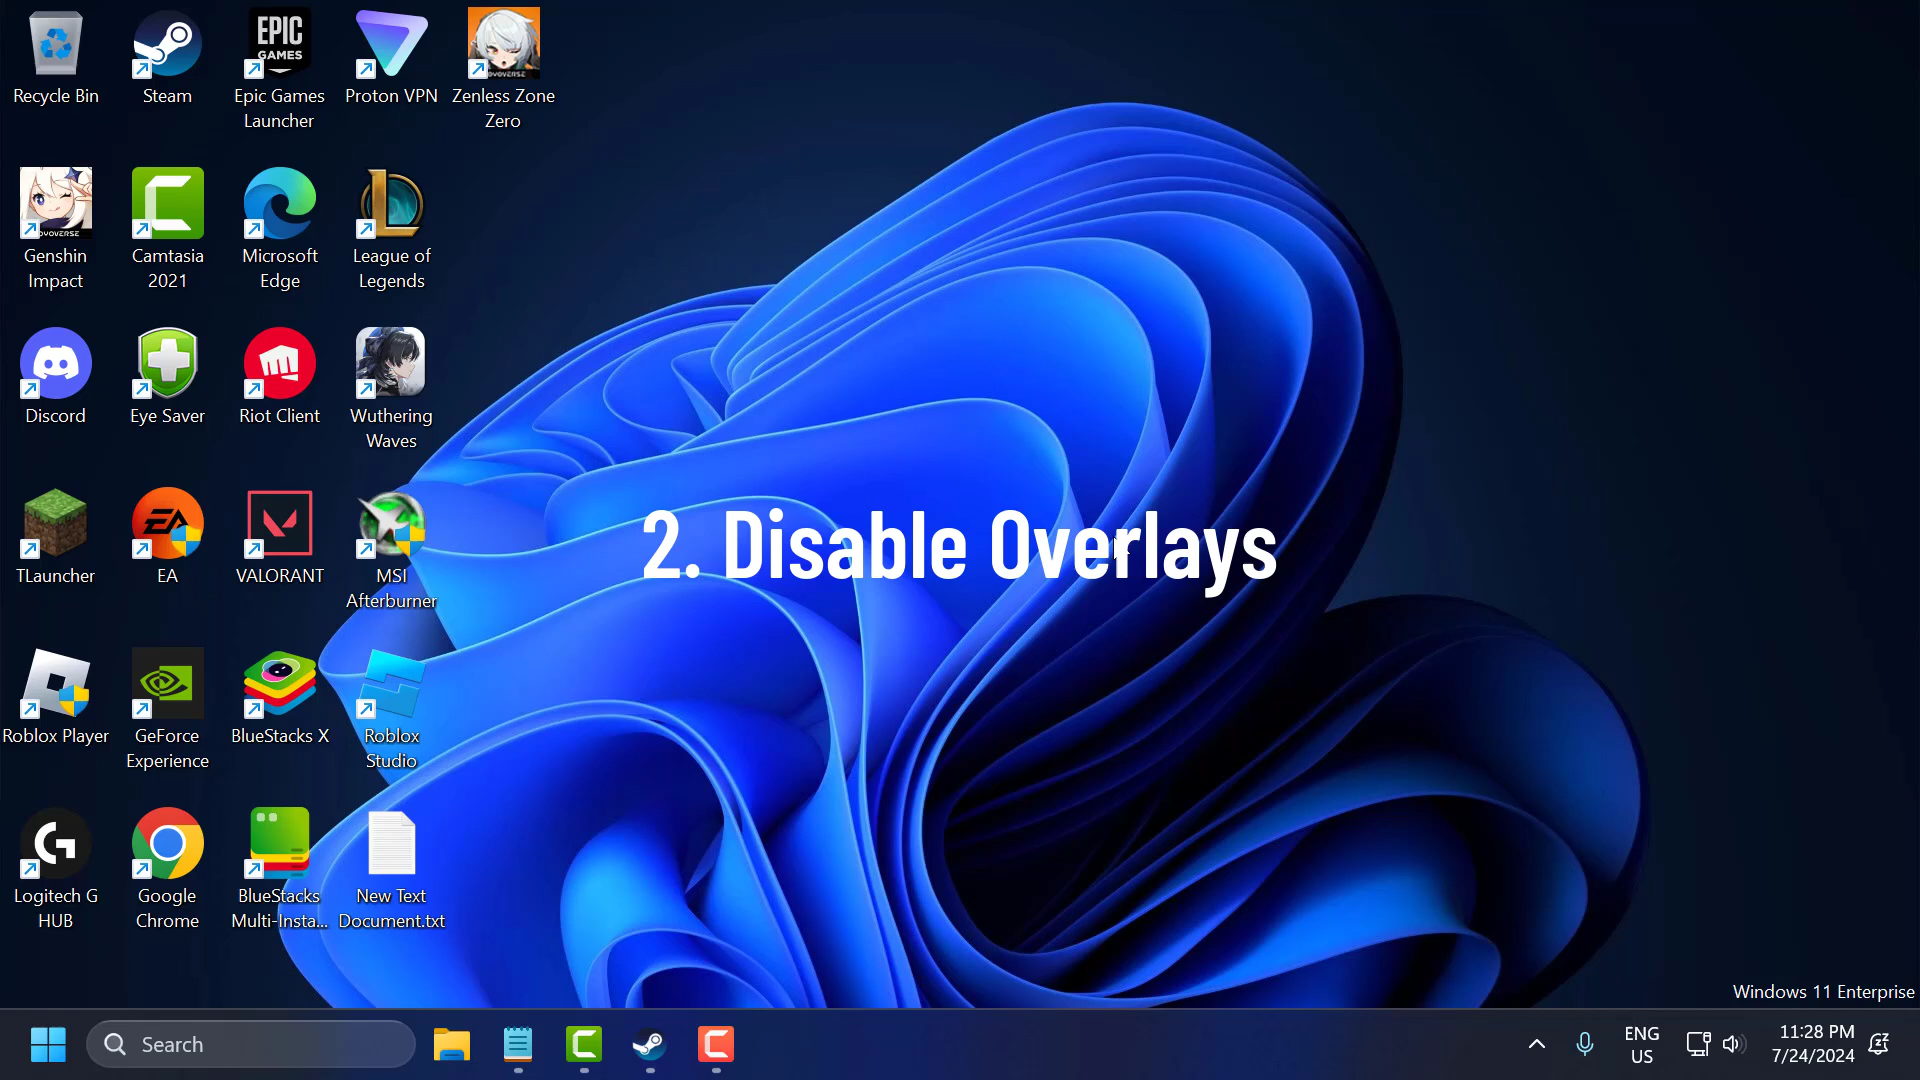 Recycle Bin
Steam
EPIC
GAMES
Epic Games
Launcher
Proton VPN
Zenless Zone
Zero
Genshin
Impact
Camtasia
2021
Microsoft
Edge
League of
Legends
Discord
Eye Saver
Riot Client
Wuthering
Waves
TLauncher
EA
EA
VALORANT
MSI
Afterburner
2. Disable Overlays
Roblox Player
GeForce
Experience
BlueStacks X
Roblox
Studio
Logitech G
HUB
Google
Chrome
BlueStacks
Multi-Insta...
New Text
Document.txt
Windows 11 Enterprise
Search
ENG
US
11:28 PM
7/24/2024